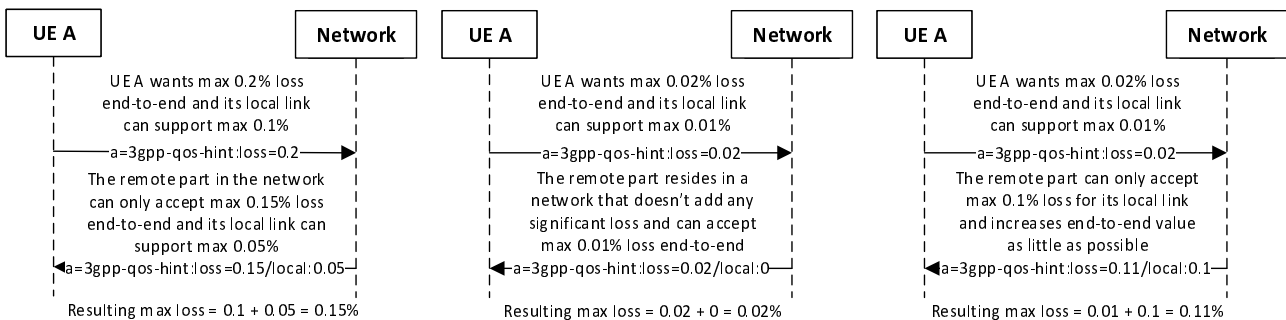 UE A
Network
UE A wants max 0.2% loss
end-to-end and its local link
can support max 0.1%
a=3gpp-qos-hint:loss=0.2
The remote part in the network
can only accept max 0.15% loss
end-to-end and its local link can
support max 0.05%
a=3gpp-qos-hint:loss=0.15/local:0.05
Resulting max loss = 0.1 + 0.05 = 0.15%
UE A
Network
UE A wants max 0.02% loss
end-to-end and its local link
can support max 0.01%
a=3gpp-qos-hint:loss=0.02
The remote part resides in a
network that doesn't add any
significant loss and can accept
max 0.01% loss end-to-end
a=3gpp-qos-hint:loss=0.02/local:0
Resulting max loss = 0.02 + 0 = 0.02%
UE A
Network
UE A wants max 0.02% loss
end-to-end and its local link
can support max 0.01%
a=3gpp-qos-hint:loss=0.02
The remote part can only accept
max 0.1% loss for its local link
and increases end-to-end value
as little as possible
a=3gpp-qos-hint:loss=0.11/local:0.1
Resulting max loss = 0.01 + 0.1 = 0.11%